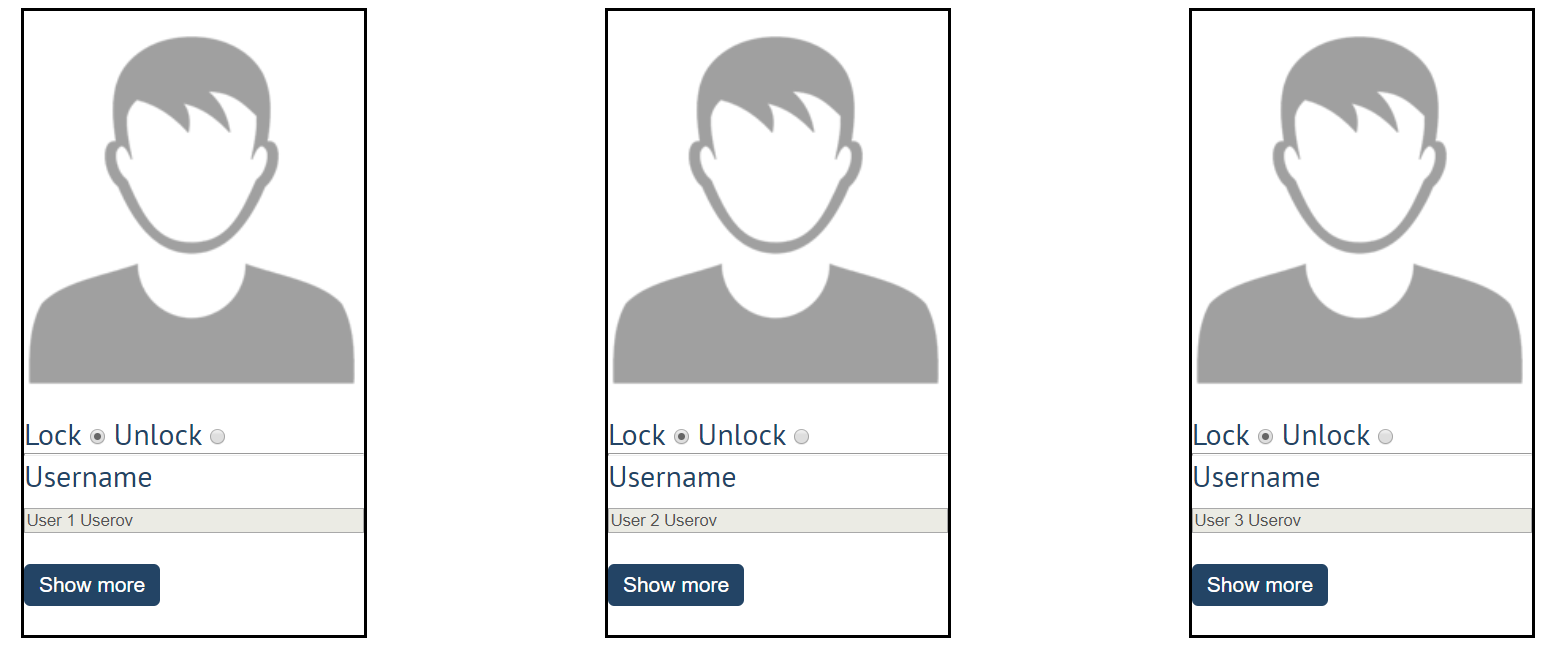 Lock Unlock
Username
User 1 Userov
Show more
Lock Unlock
Username
User 2 Userov
Show more
Lock Unlock
Username
User 3 Userov
Show more